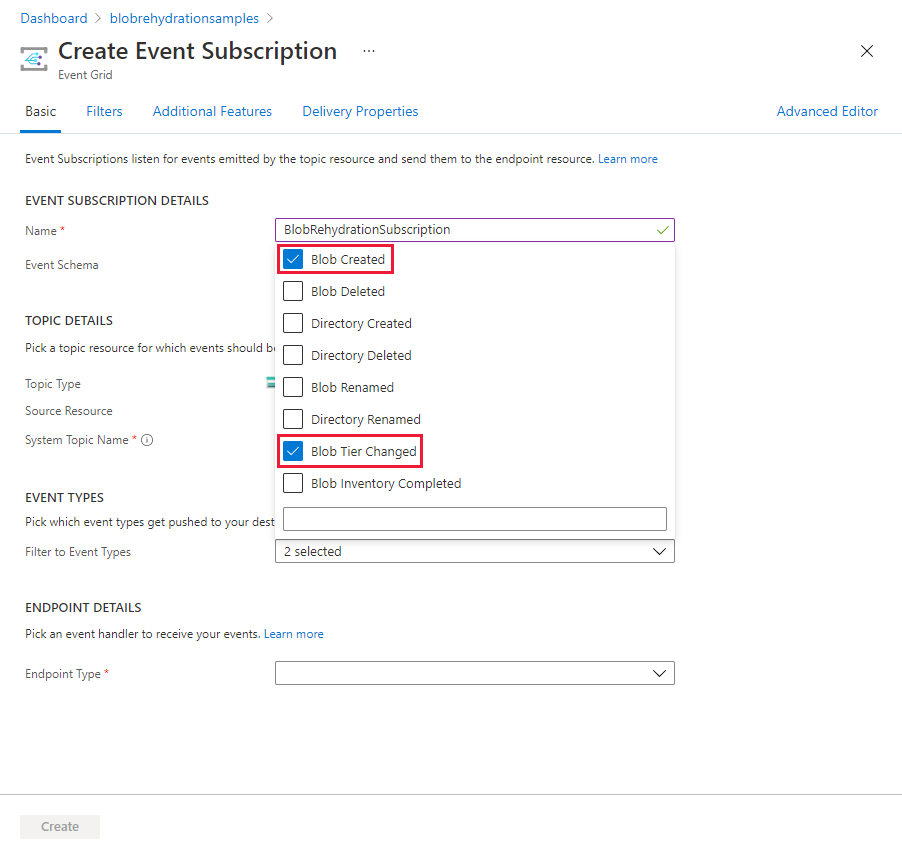 Dashboard > blobrehydrationsamples >
Create Event Subscription ...
Event Grid
Basic Filters Additional Features Delivery Properties Advanced Editor
Event Subscriptions listen for events emitted by the topic resource and send them to the endpoint resource. Learn more
EVENT SUBSCRIPTION DETAILS
Name * BlobRehydrationSubscription
Blob Created
Event Schema
Blob Deleted
TOPIC DETAILS
Directory Created
Pick a topic resource for which events should be
Directory Deleted
Topic Type
Blob Renamed
Source Resource
Directory Renamed
System Topic Name *
Blob Tier Changed
Blob Inventory Completed
EVENT TYPES
Pick which event types get pushed to your dest
Filter to Event Types 2 selected
ENDPOINT DETAILS
Pick an event handler to receive your events. Learn more
Endpoint Type *
Create